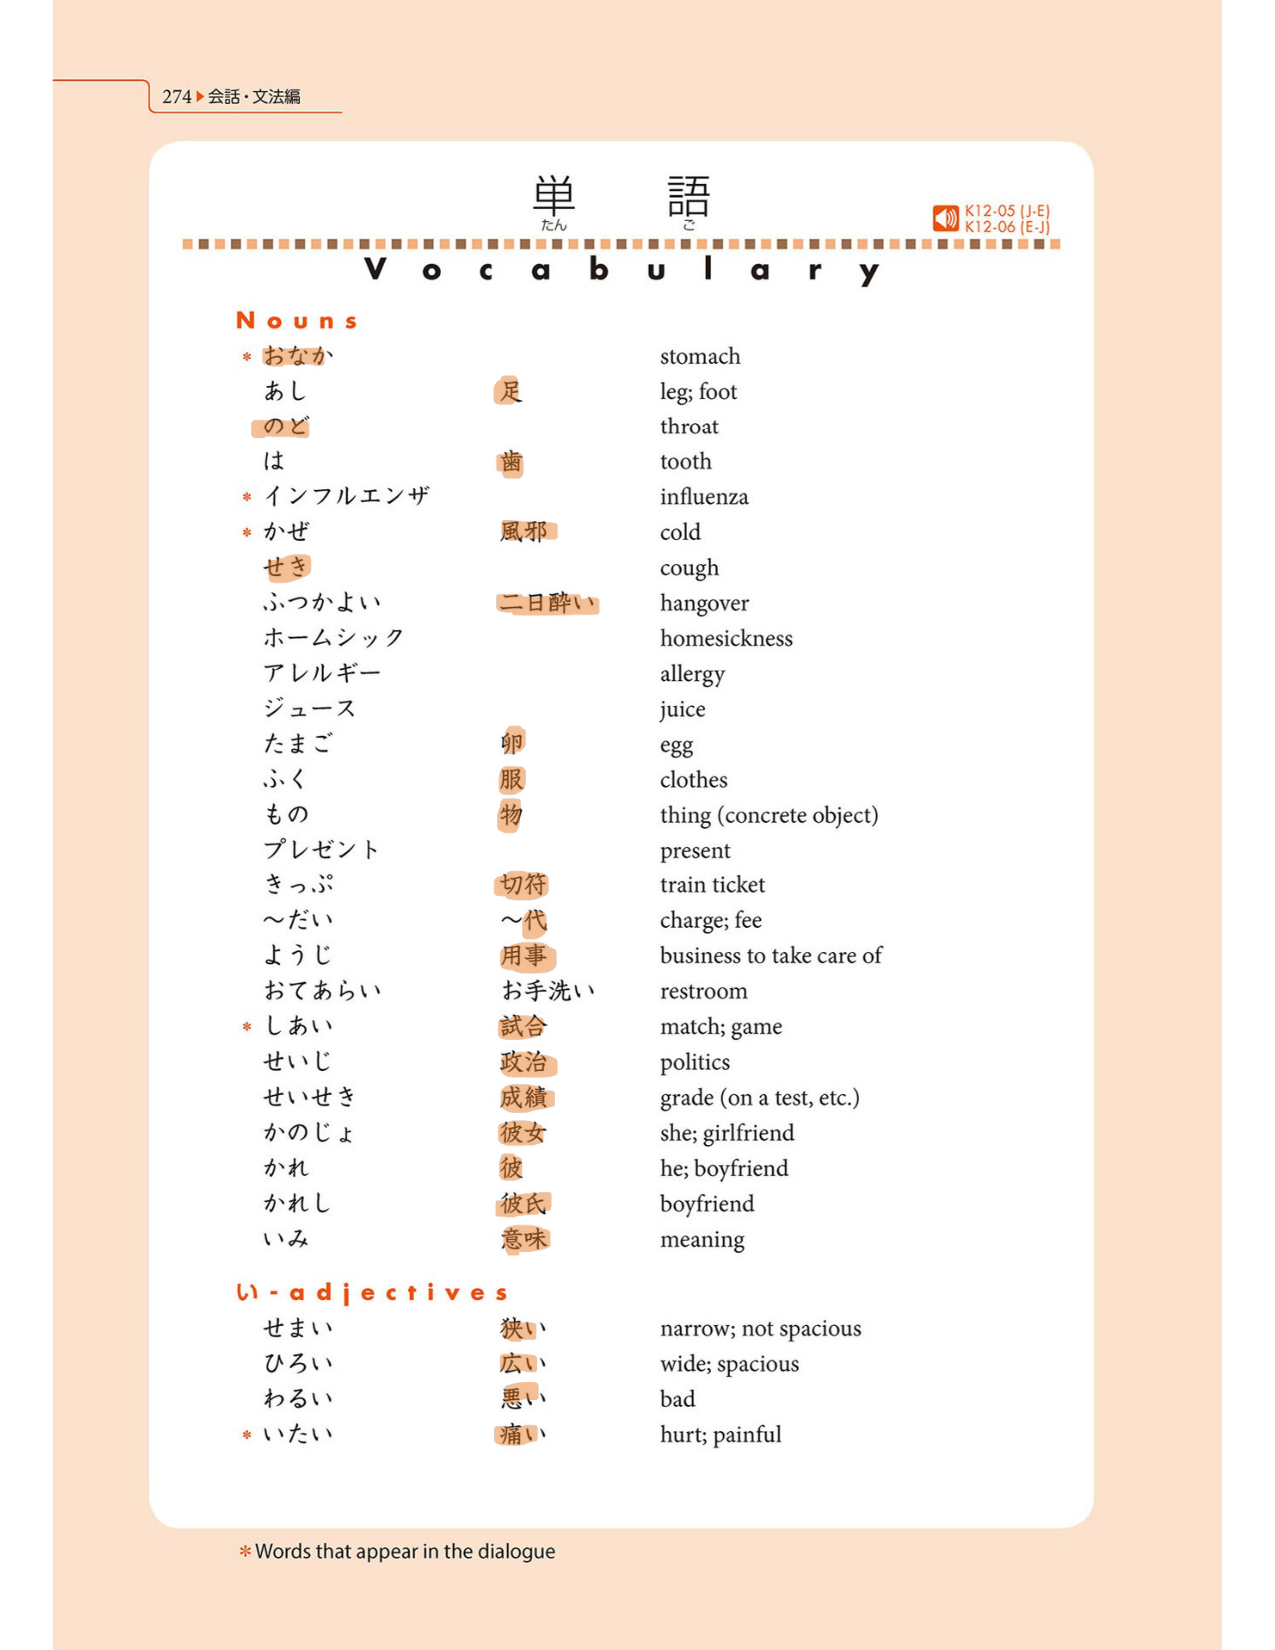 274▶会話・文法編
単語
たん ご
K12-05 (J-E)
K12-06 (E-J)
Vocabulary
Nouns
* おなか stomach
あし 足 leg; foot
のど throat
は 歯 tooth
* インフルエンザ influenza
* かぜ 風邪 cold
せき cough
ふつかよい 二日酔い hangover
ホームシック homesickness
アレルギー allergy
ジュース juice
たまご 卵 egg
ふく 服 clothes
もの 物 thing (concrete object)
プレゼント present
きっぷ 切符 train ticket
〜だい 〜代 charge; fee
ようじ 用事 business to take care of
おてあらい お手洗い restroom
* しあい 試合 match; game
せいじ 政治 politics
せいせき 成績 grade (on a test, etc.)
かのじょ 彼女 she; girlfriend
かれ 彼 he; boyfriend
かれし 彼氏 boyfriend
いみ 意味 meaning
い-adjectives
せまい 狭い narrow; not spacious
ひろい 広い wide; spacious
わるい 悪い bad
* いたい 痛い hurt; painful
* Words that appear in the dialogue